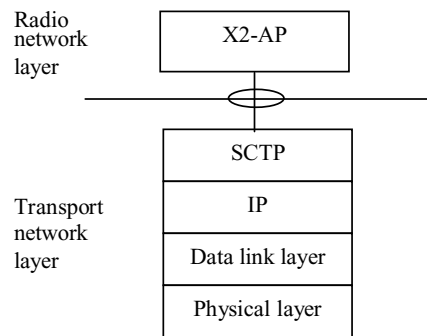 Radio
network
layer
X2-AP
SCTP
IP
Transport
network
layer
Data link layer
Physical layer